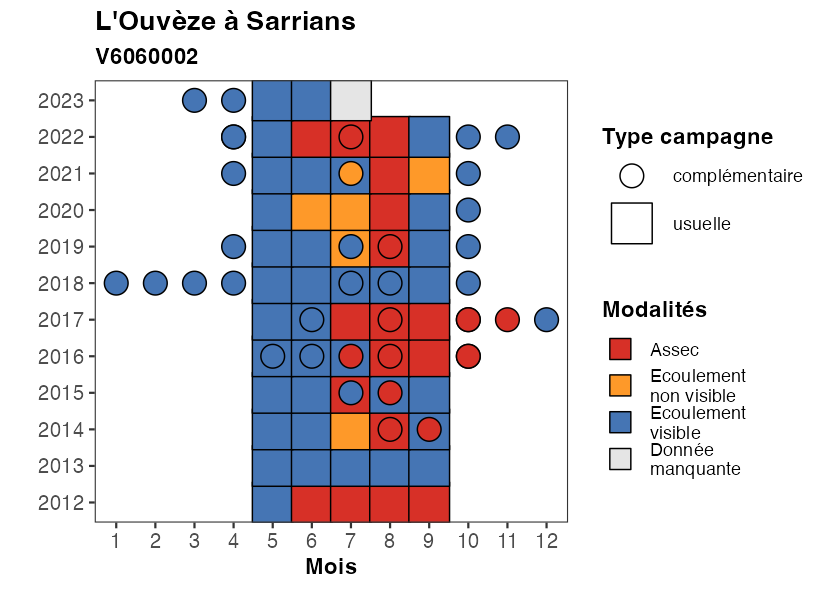 L'Ouvèze à Sarrians
V6060002
2023
2022
2021
2020
2019
2018
2017
2016
2015
2014
2013
2012
1 2 3 4 5 6 7 8 9 10 11 12
Mois
Type campagne
complémentaire
usuelle
Modalités
Assec
Ecoulement
non visible
Ecoulement
visible
Donnée
manquante